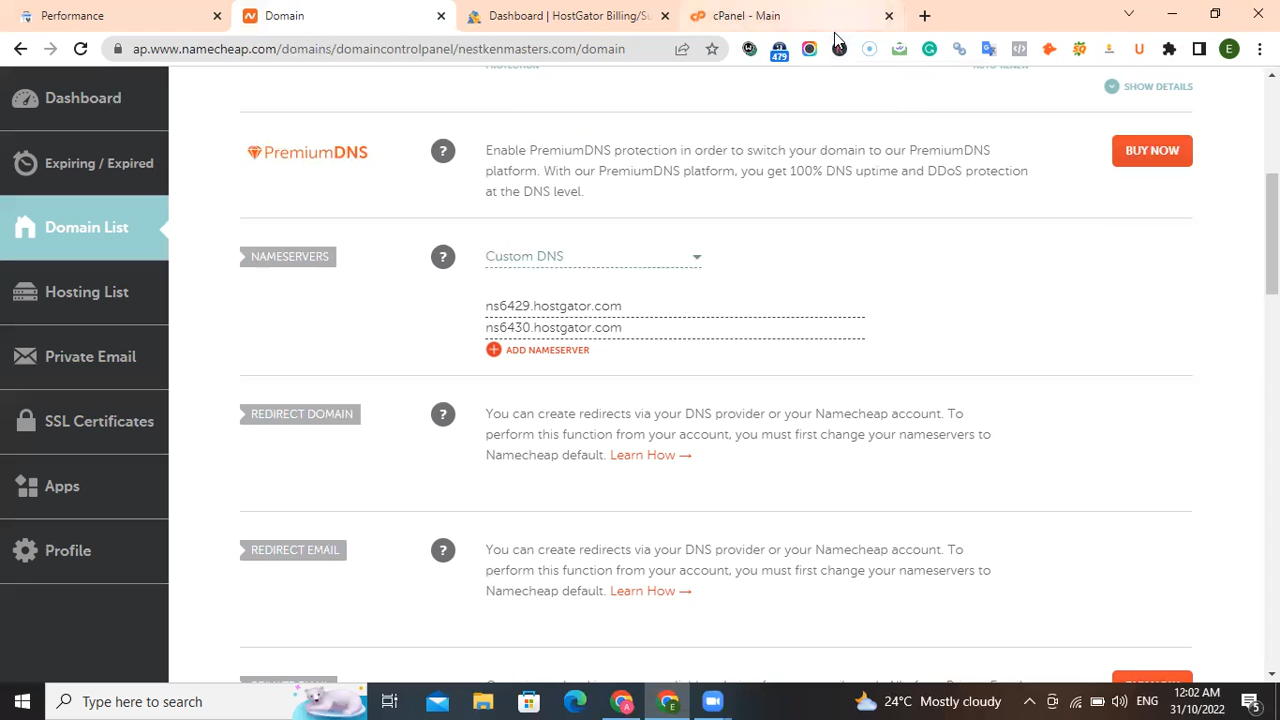 Performance
Domain
Dashboard | HostGator Billing/Su
cPanel - Main
ap.www.namecheap.com/domains/domaincontrolpanel/nestkenmasters.com/domain
479
E
Dashboard
Expiring / Expired
Domain List
Hosting List
Private Email
SSL Certificates
Apps
Profile
PROTECTION
AUTO-RENEW
SHOW DETAILS
PremiumDNS
?
Enable PremiumDNS protection in order to switch your domain to our PremiumDNS
platform. With our PremiumDNS platform, you get 100% DNS uptime and DDoS protection
at the DNS level.
BUY NOW
NAMESERVERS
?
Custom DNS
ns6429.hostgator.com
ns6430.hostgator.com
ADD NAMESERVER
REDIRECT DOMAIN
?
You can create redirects via your DNS provider or your Namecheap account. To
perform this function from your account, you must first change your nameservers to
Namecheap default. Learn How →
REDIRECT EMAIL
?
You can create redirects via your DNS provider or your Namecheap account. To
perform this function from your account, you must first change your nameservers to
Namecheap default. Learn How →
Type here to search
24°C Mostly cloudy
ENG
12:02 AM
31/10/2022
5